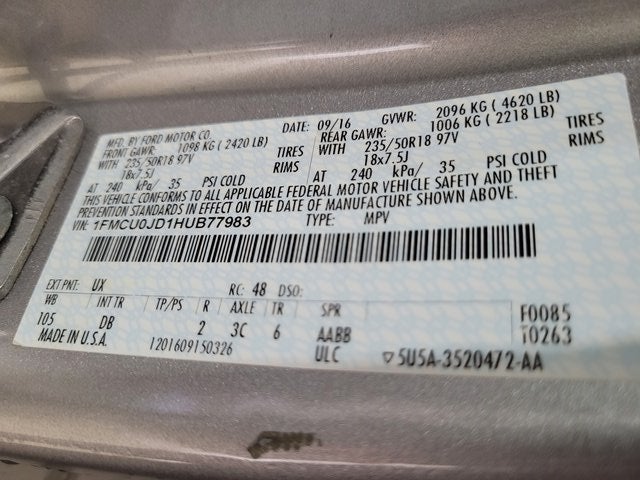 MFD. BY FORD MOTOR CO. DATE: 09/16 GVWR: 2096 KG ( 4620 LB)
FRONT GAWR: 1098 KG ( 2420 LB) REAR GAWR: 1006 KG ( 2218 LB)
WITH 235/50R18 97V TIRES WITH 235/50R18 97V TIRES
18x7.5J RIMS 18x7.5J RIMS
AT 240 kPa/ 35 PSI COLD AT 240 kPa/ 35 PSI COLD
THIS VEHICLE CONFORMS TO ALL APPLICABLE FEDERAL MOTOR VEHICLE SAFETY AND THEFT
PREVENTION STANDARDS IN EFFECT ON THE DATE OF MANUFACTURE SHOWN ABOVE.
VIN: 1FMCU0JD1HUB77983 TYPE: MPV
EXT PNT: UX RC: 48 DSO:
WB INT TR TP/PS R AXLE TR SPR F0085
105 DB 2 3C 6 AABB T0263
MADE IN U.S.A. 1201609150326 ULC ▽5U5A-3520472-AA